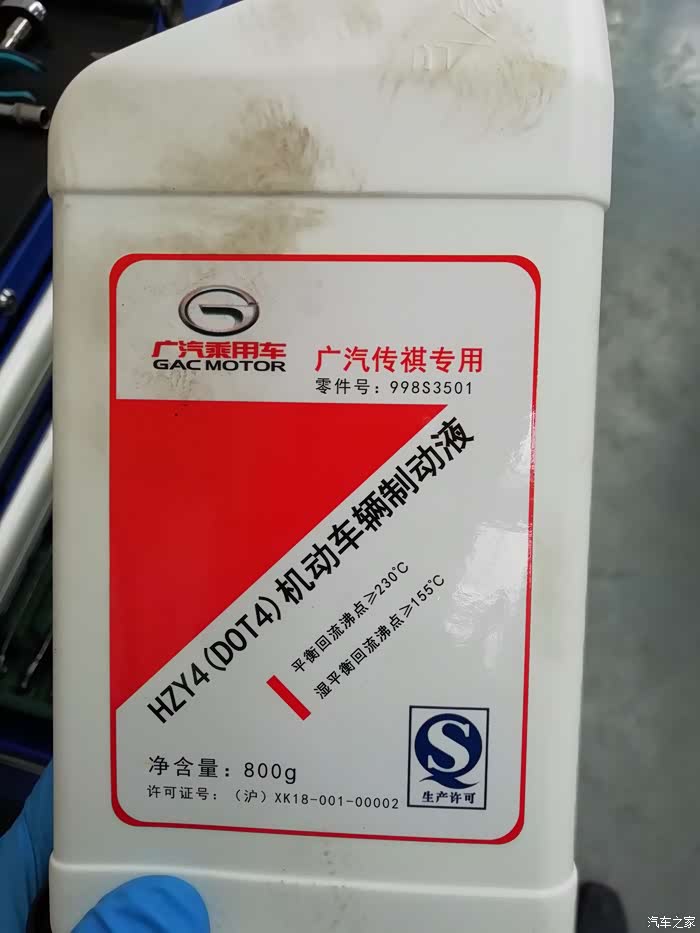 广汽乘用车
GAC MOTOR
广汽传祺专用
零件号：998S3501
HZY4(DOT4)机动车辆制动液
平衡回流沸点≥230℃
湿平衡回流沸点≥155℃
净含量：800g
许可证号：（沪）XK18-001-00002
生产许可
汽车之家